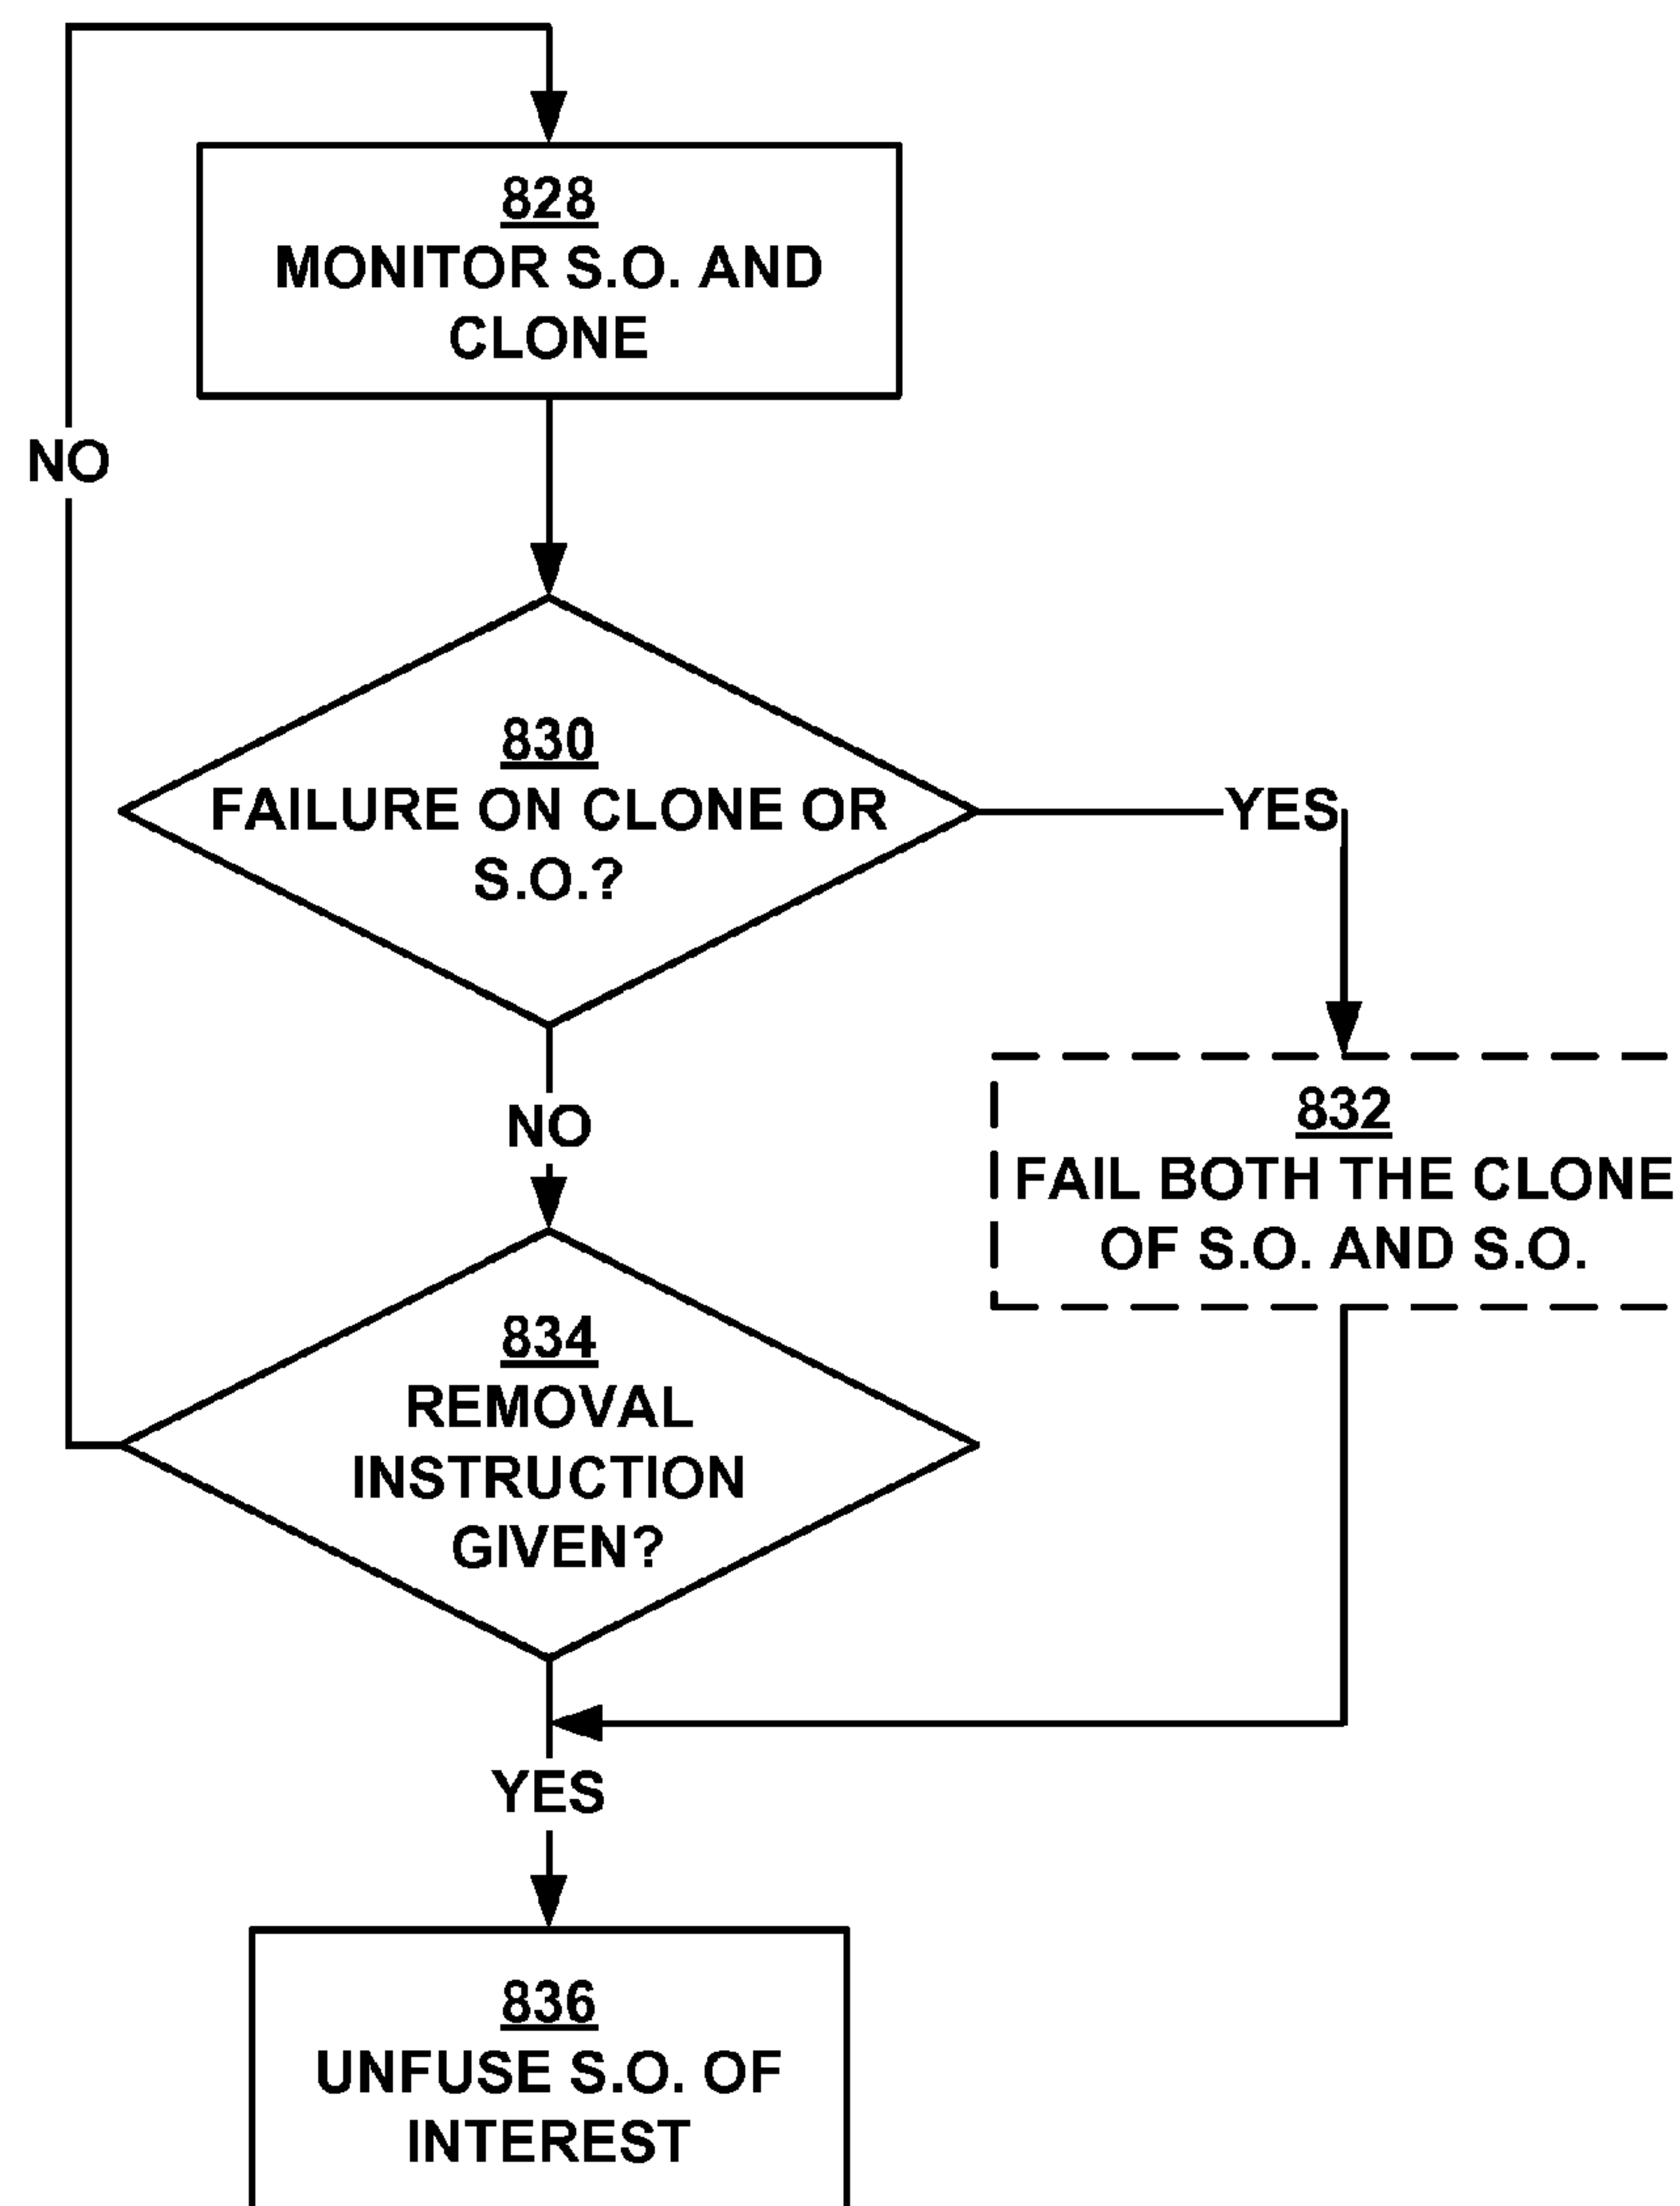 828
MONITOR S.O. AND
CLONE
NO
830
FAILURE ON CLONE OR
S.O.?
YES
NO
832
FAIL BOTH THE CLONE
OF S.O. AND S.O.
834
REMOVAL
INSTRUCTION
GIVEN?
YES
836
UNFUSE S.O. OF
INTEREST